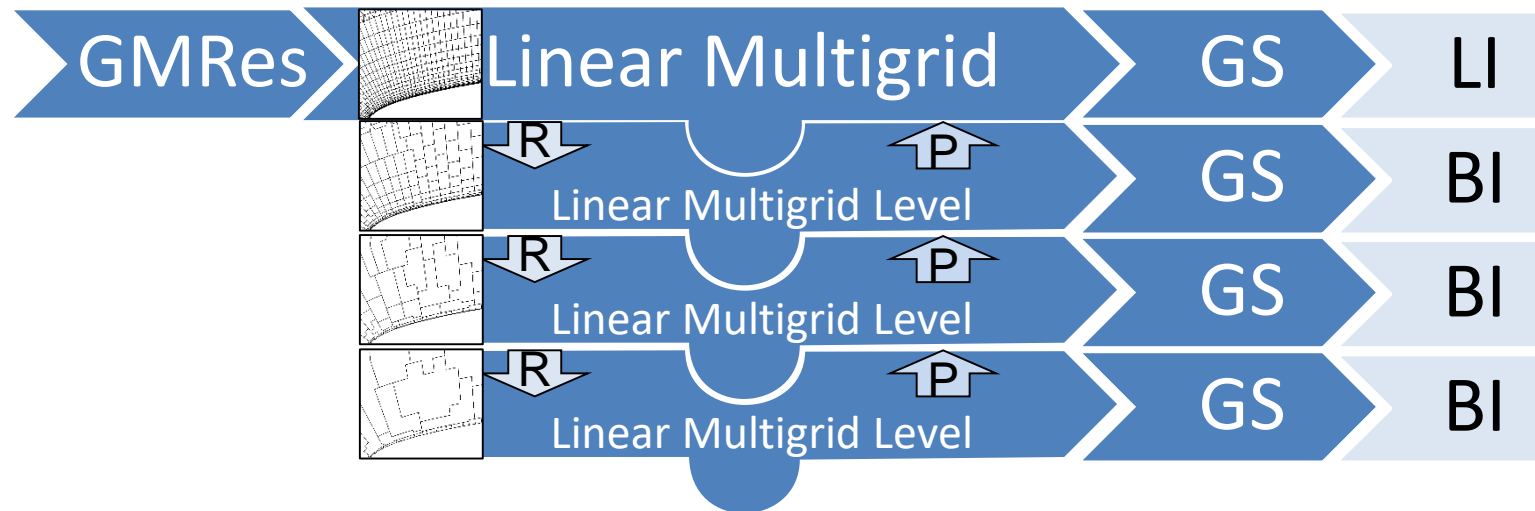 GMRes Linear Multigrid GS LI
R P
Linear Multigrid Level GS BI
R P
Linear Multigrid Level GS BI
R P
Linear Multigrid Level GS BI